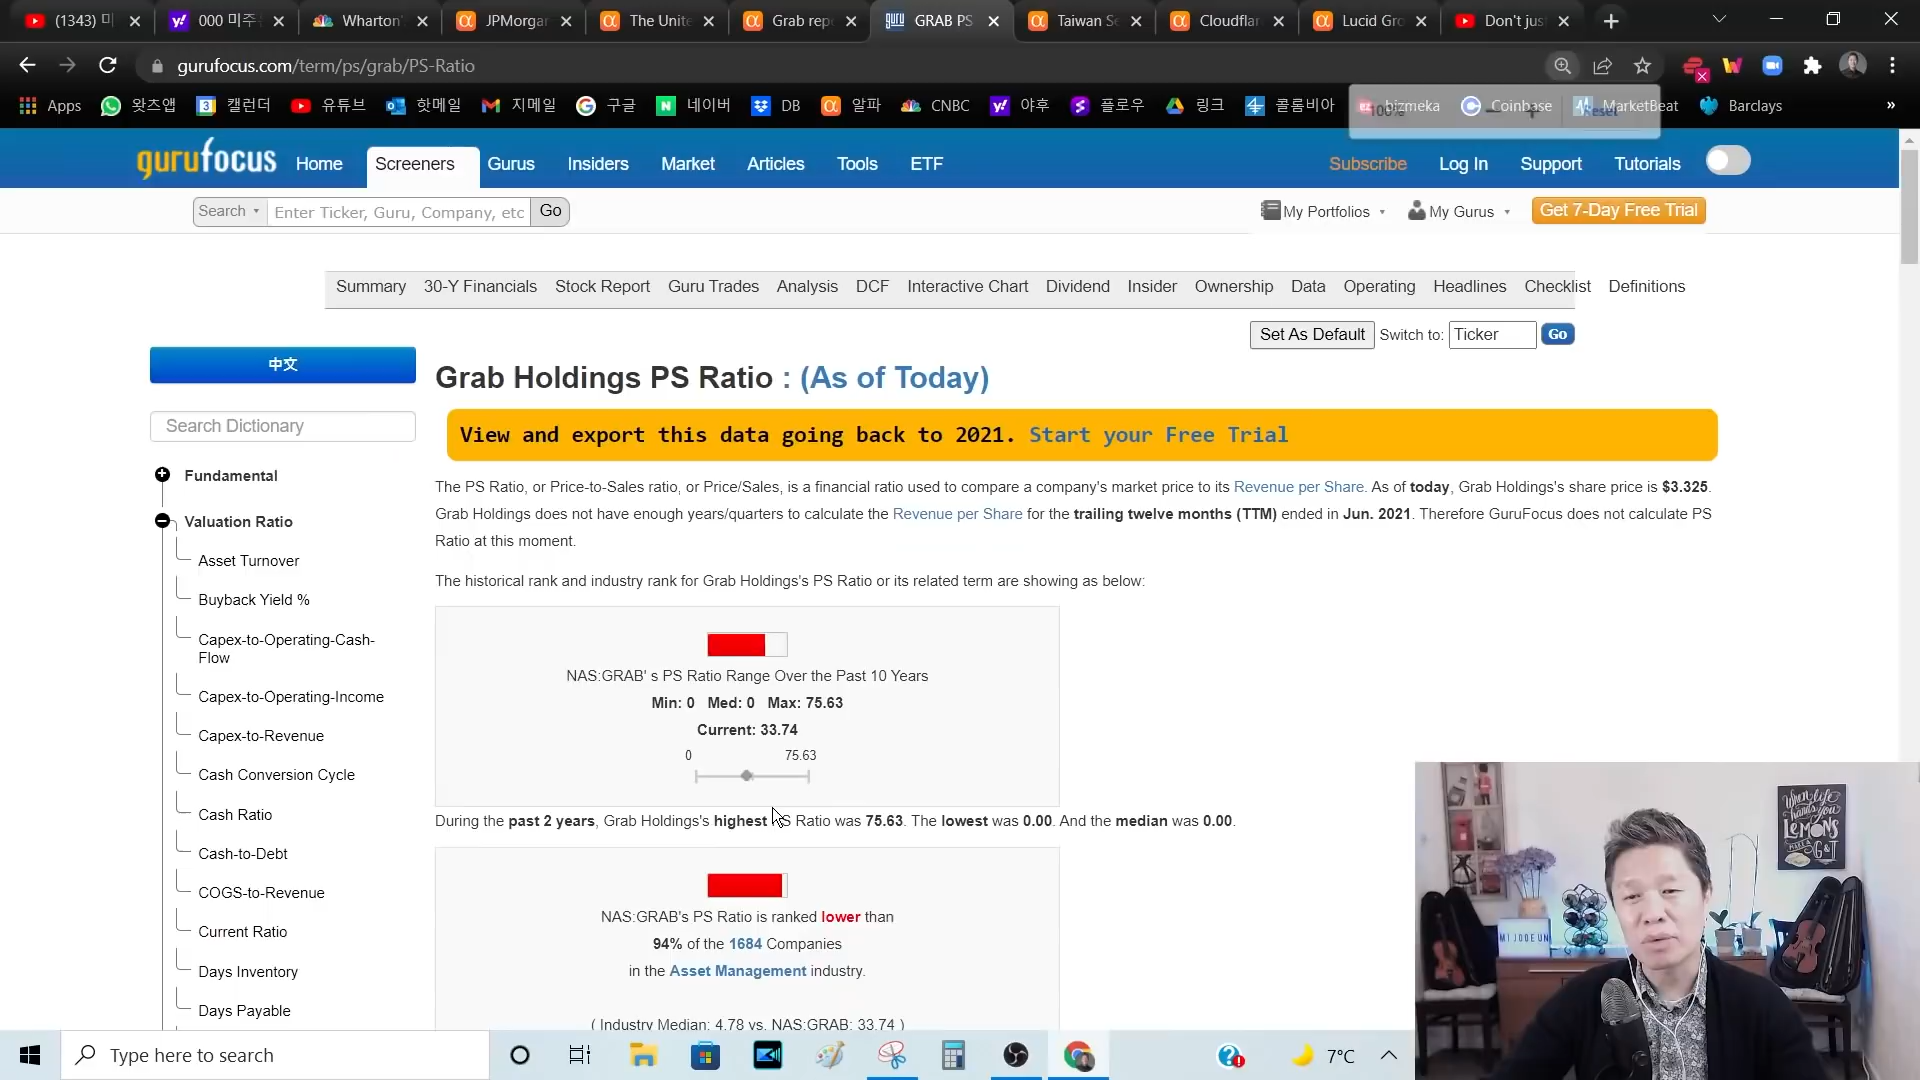 (1343) 미
000 미주
Wharton'
JPMorgar
The Unite
Grab rep
GRAB PS
Taiwan Se
Cloudflar
Lucid Gro
Don't jus
gurufocus.com/term/ps/grab/PS-Ratio
Apps
왓츠앱
캘린더
유튜브
핫메일
지메일
구글
네이버
DB
알파
CNBC
야후
플로우
링크
콜롬비아
bizmeka
Coinbase
MarketBeat
Barclays
»
100%
Reset
gurufocus
Home
Screeners
Gurus
Insiders
Market
Articles
Tools
ETF
Subscribe
Log In
Support
Tutorials
Search
Enter Ticker, Guru, Company, etc
Go
My Portfolios
My Gurus
Get 7-Day Free Trial
Summary
30-Y Financials
Stock Report
Guru Trades
Analysis
DCF
Interactive Chart
Dividend
Insider
Ownership
Data
Operating
Headlines
Checklist
Definitions
Set As Default
Switch to:
Ticker
Go
中文
Search Dictionary
Fundamental
Valuation Ratio
Asset Turnover
Buyback Yield %
Capex-to-Operating-Cash-
Flow
Capex-to-Operating-Income
Capex-to-Revenue
Cash Conversion Cycle
Cash Ratio
Cash-to-Debt
COGS-to-Revenue
Current Ratio
Days Inventory
Days Payable
Grab Holdings PS Ratio : (As of Today)
View and export this data going back to 2021. Start your Free Trial
The PS Ratio, or Price-to-Sales ratio, or Price/Sales, is a financial ratio used to compare a company's market price to its Revenue per Share. As of today, Grab Holdings's share price is $3.325.
Grab Holdings does not have enough years/quarters to calculate the Revenue per Share for the trailing twelve months (TTM) ended in Jun. 2021. Therefore GuruFocus does not calculate PS
Ratio at this moment.
The historical rank and industry rank for Grab Holdings's PS Ratio or its related term are showing as below:
NAS:GRAB' s PS Ratio Range Over the Past 10 Years
Min: 0 Med: 0 Max: 75.63
Current: 33.74
0
75.63
During the past 2 years, Grab Holdings's highest PS Ratio was 75.63. The lowest was 0.00. And the median was 0.00.
NAS:GRAB's PS Ratio is ranked lower than
94% of the 1684 Companies
in the Asset Management industry.
( Industry Median: 4.78 vs. NAS:GRAB: 33.74 )
When life
hands you
LEMONS
MAKE A
G&T
MIJOOEUN
Type here to search
7°C